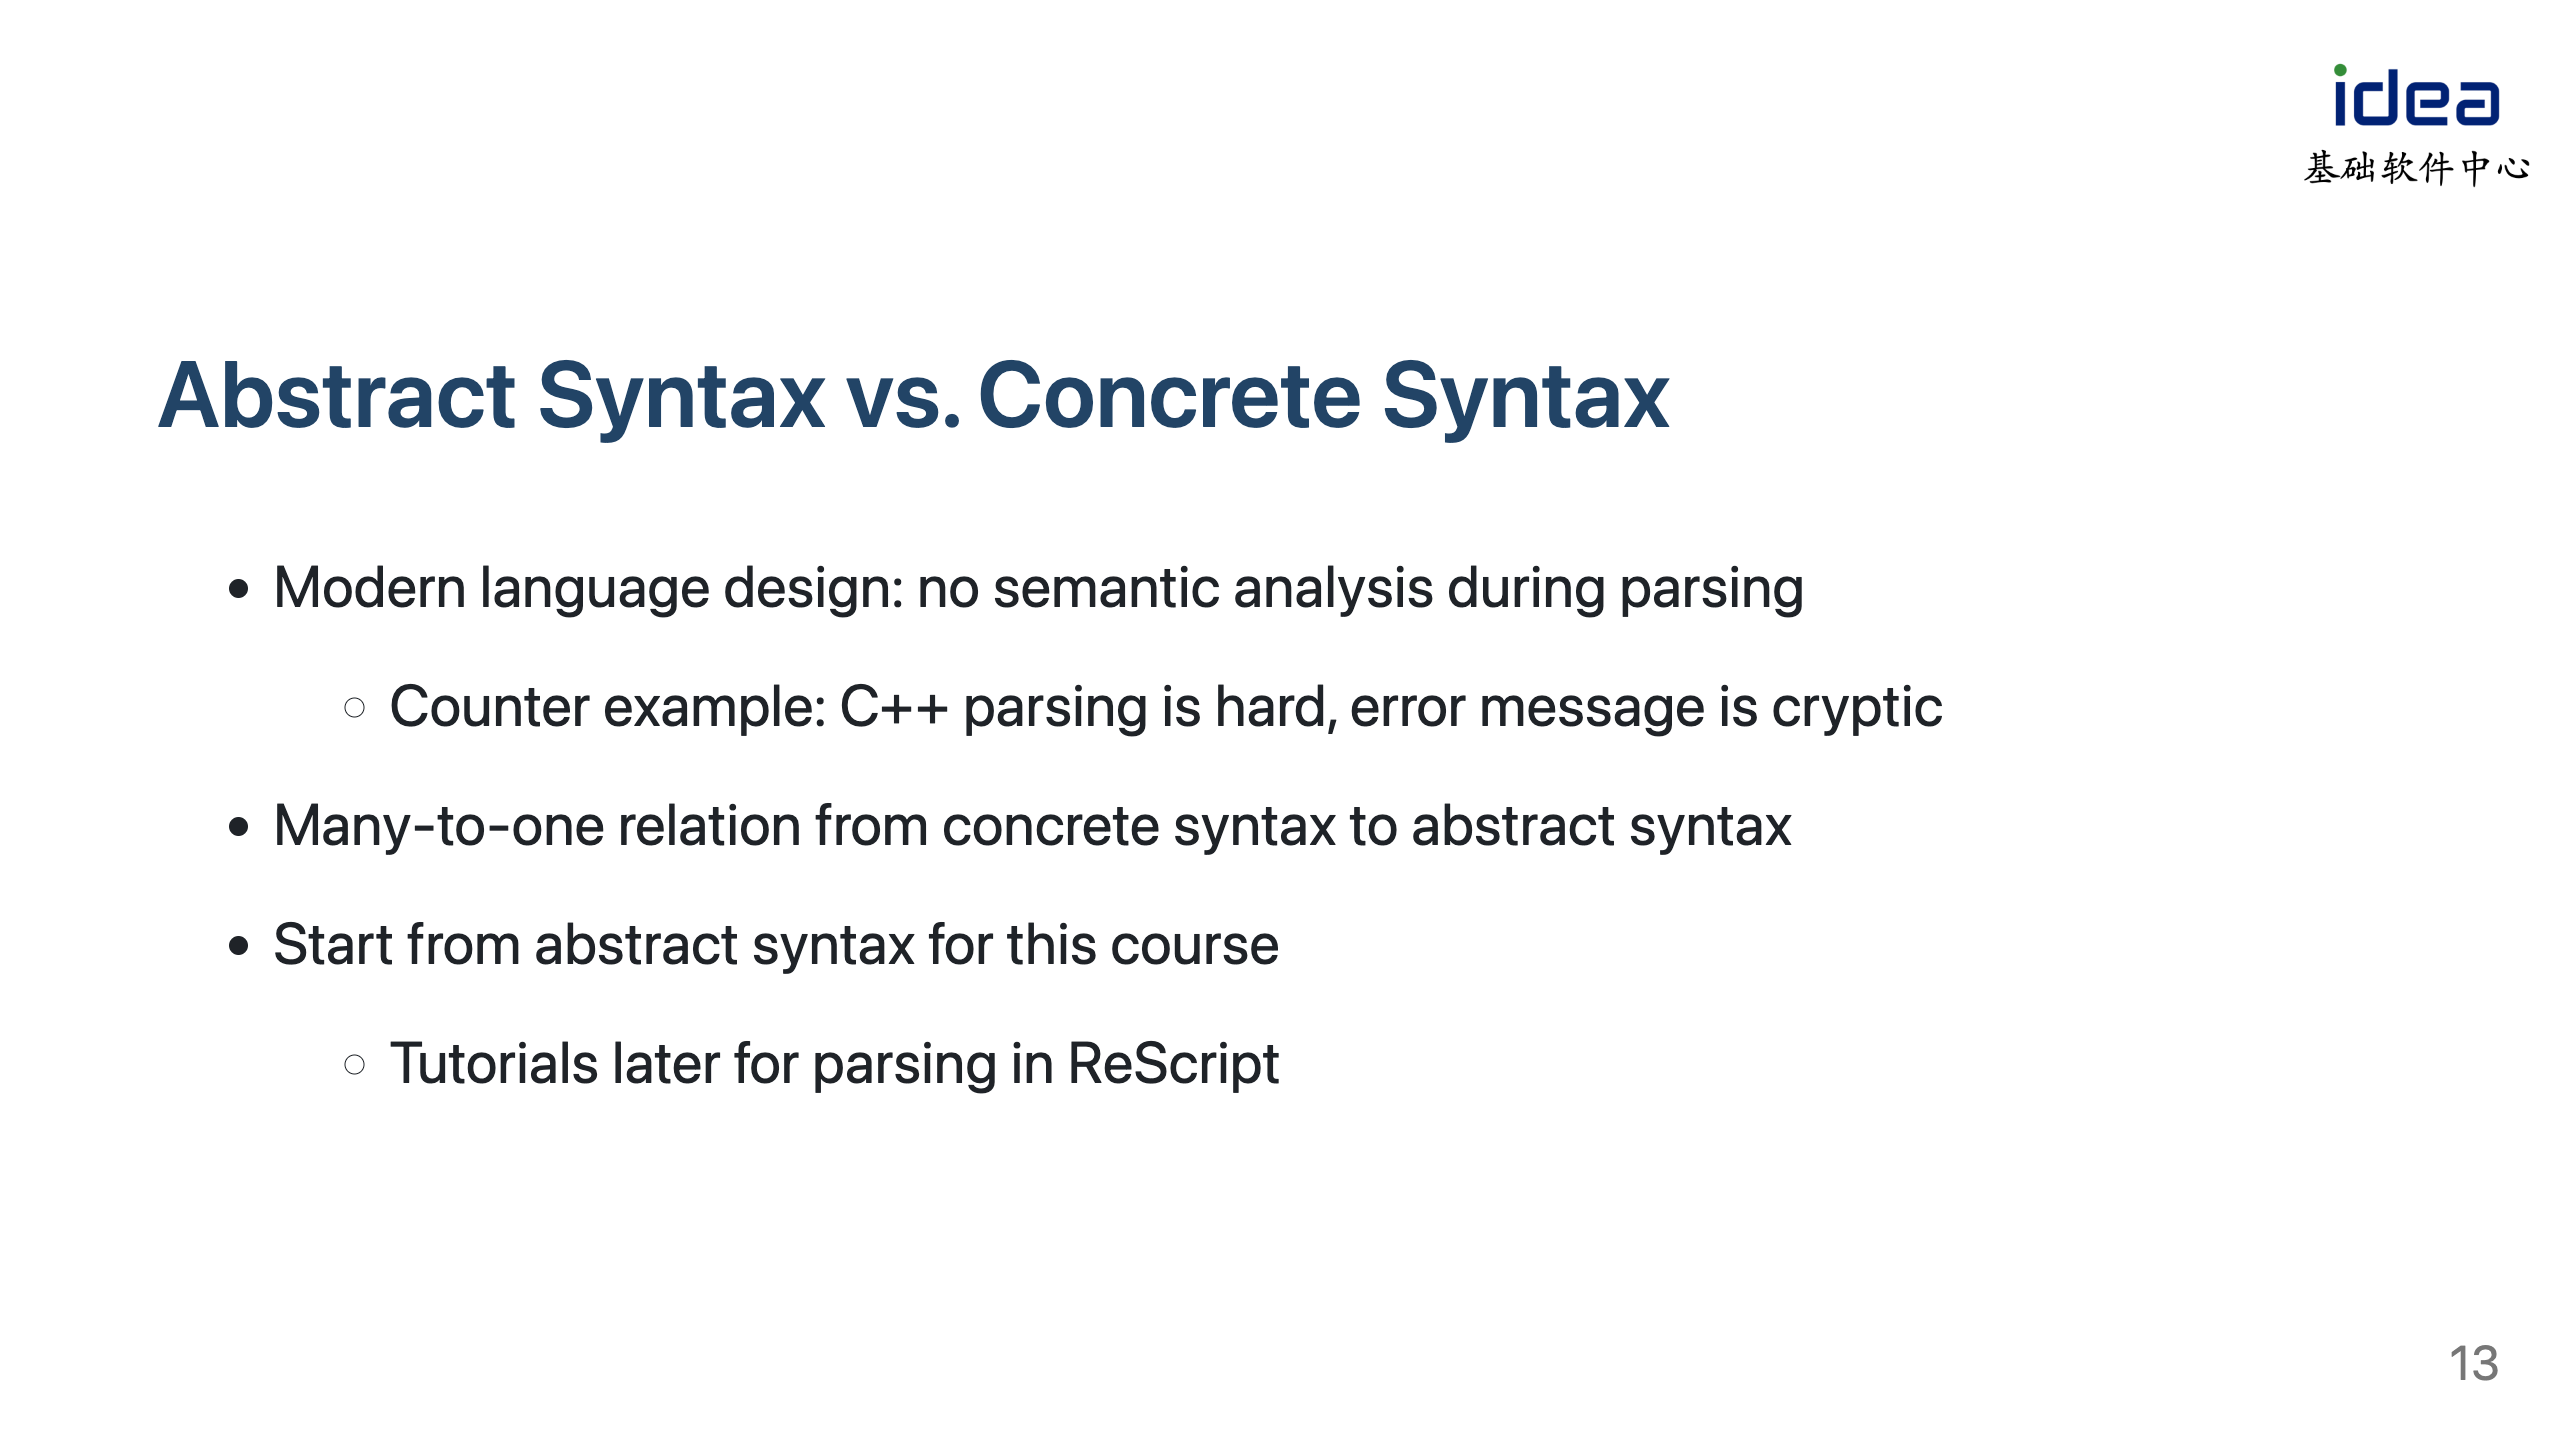 idea
基础软件中心
Abstract Syntax vs. Concrete Syntax
Modern language design: no semantic analysis during parsing
Counter example: C++ parsing is hard, error message is cryptic
Many-to-one relation from concrete syntax to abstract syntax
Start from abstract syntax for this course
Tutorials later for parsing in ReScript
13